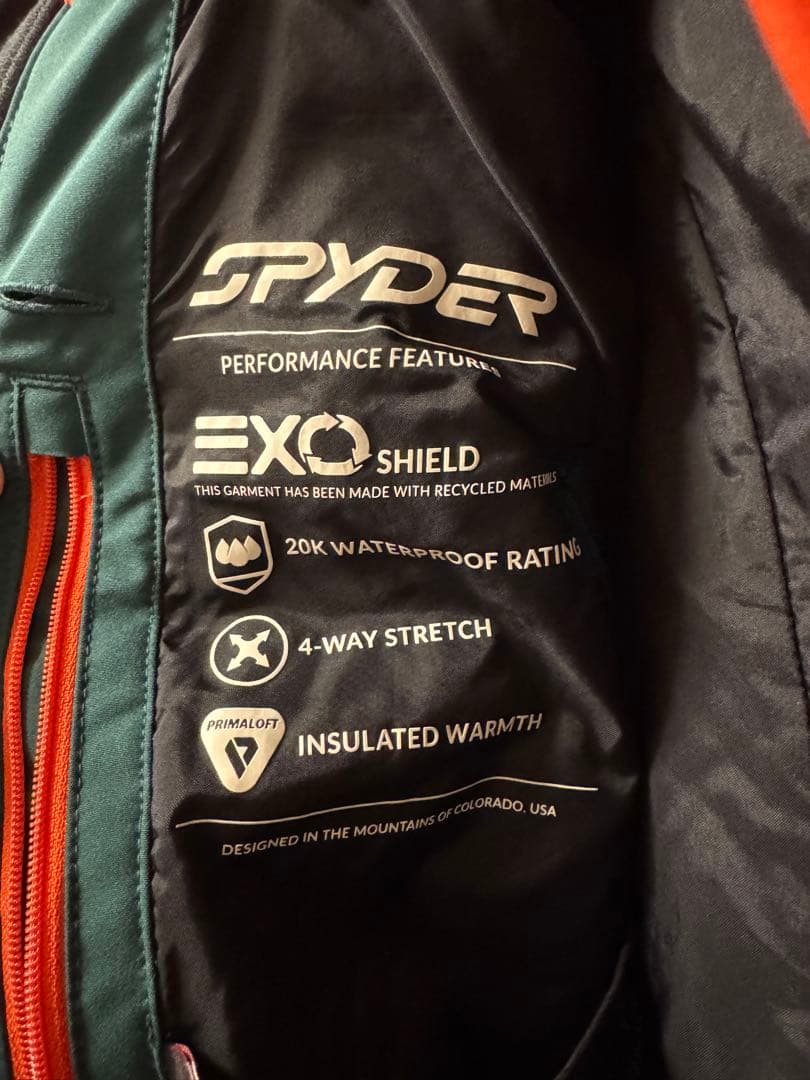 SPYDER
PERFORMANCE FEATURES
EXO SHIELD
THIS GARMENT HAS BEEN MADE WITH RECYCLED MATERIALS
20K WATERPROOF RATING
4-WAY STRETCH
PRIMALOFT
INSULATED WARMTH
DESIGNED IN THE MOUNTAINS OF COLORADO, USA